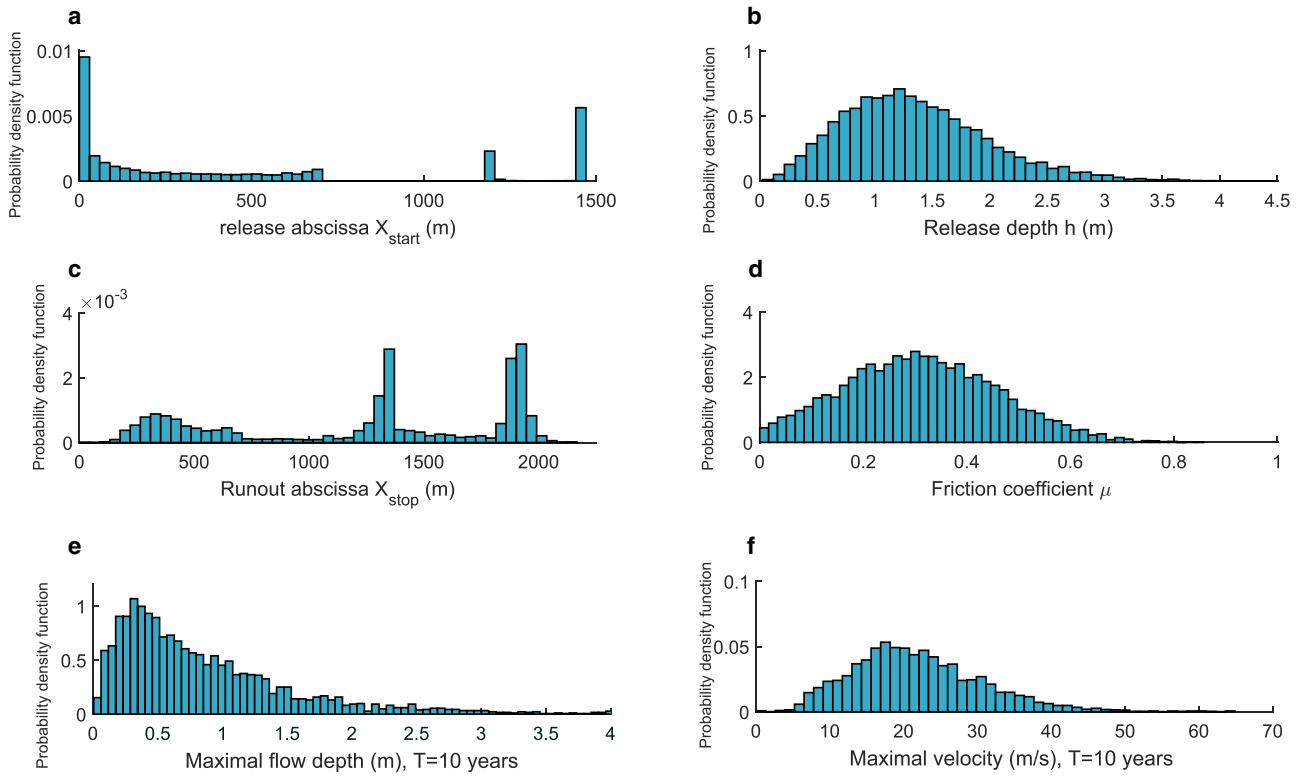 a
Probability density function
0.01
0.005
0
0 500 1000 1500
release abscissa X_start (m)
b
Probability density function
1
0.5
0
0 0.5 1 1.5 2 2.5 3 3.5 4 4.5
Release depth h (m)
c
Probability density function
×10^-3
4
2
0
0 500 1000 1500 2000
Runout abscissa X_stop (m)
d
Probability density function
4
2
0
0 0.2 0.4 0.6 0.8 1
Friction coefficient μ
e
Probability density function
1
0.5
0
0 0.5 1 1.5 2 2.5 3 3.5 4
Maximal flow depth (m), T=10 years
f
Probability density function
0.1
0.05
0
0 10 20 30 40 50 60 70
Maximal velocity (m/s), T=10 years